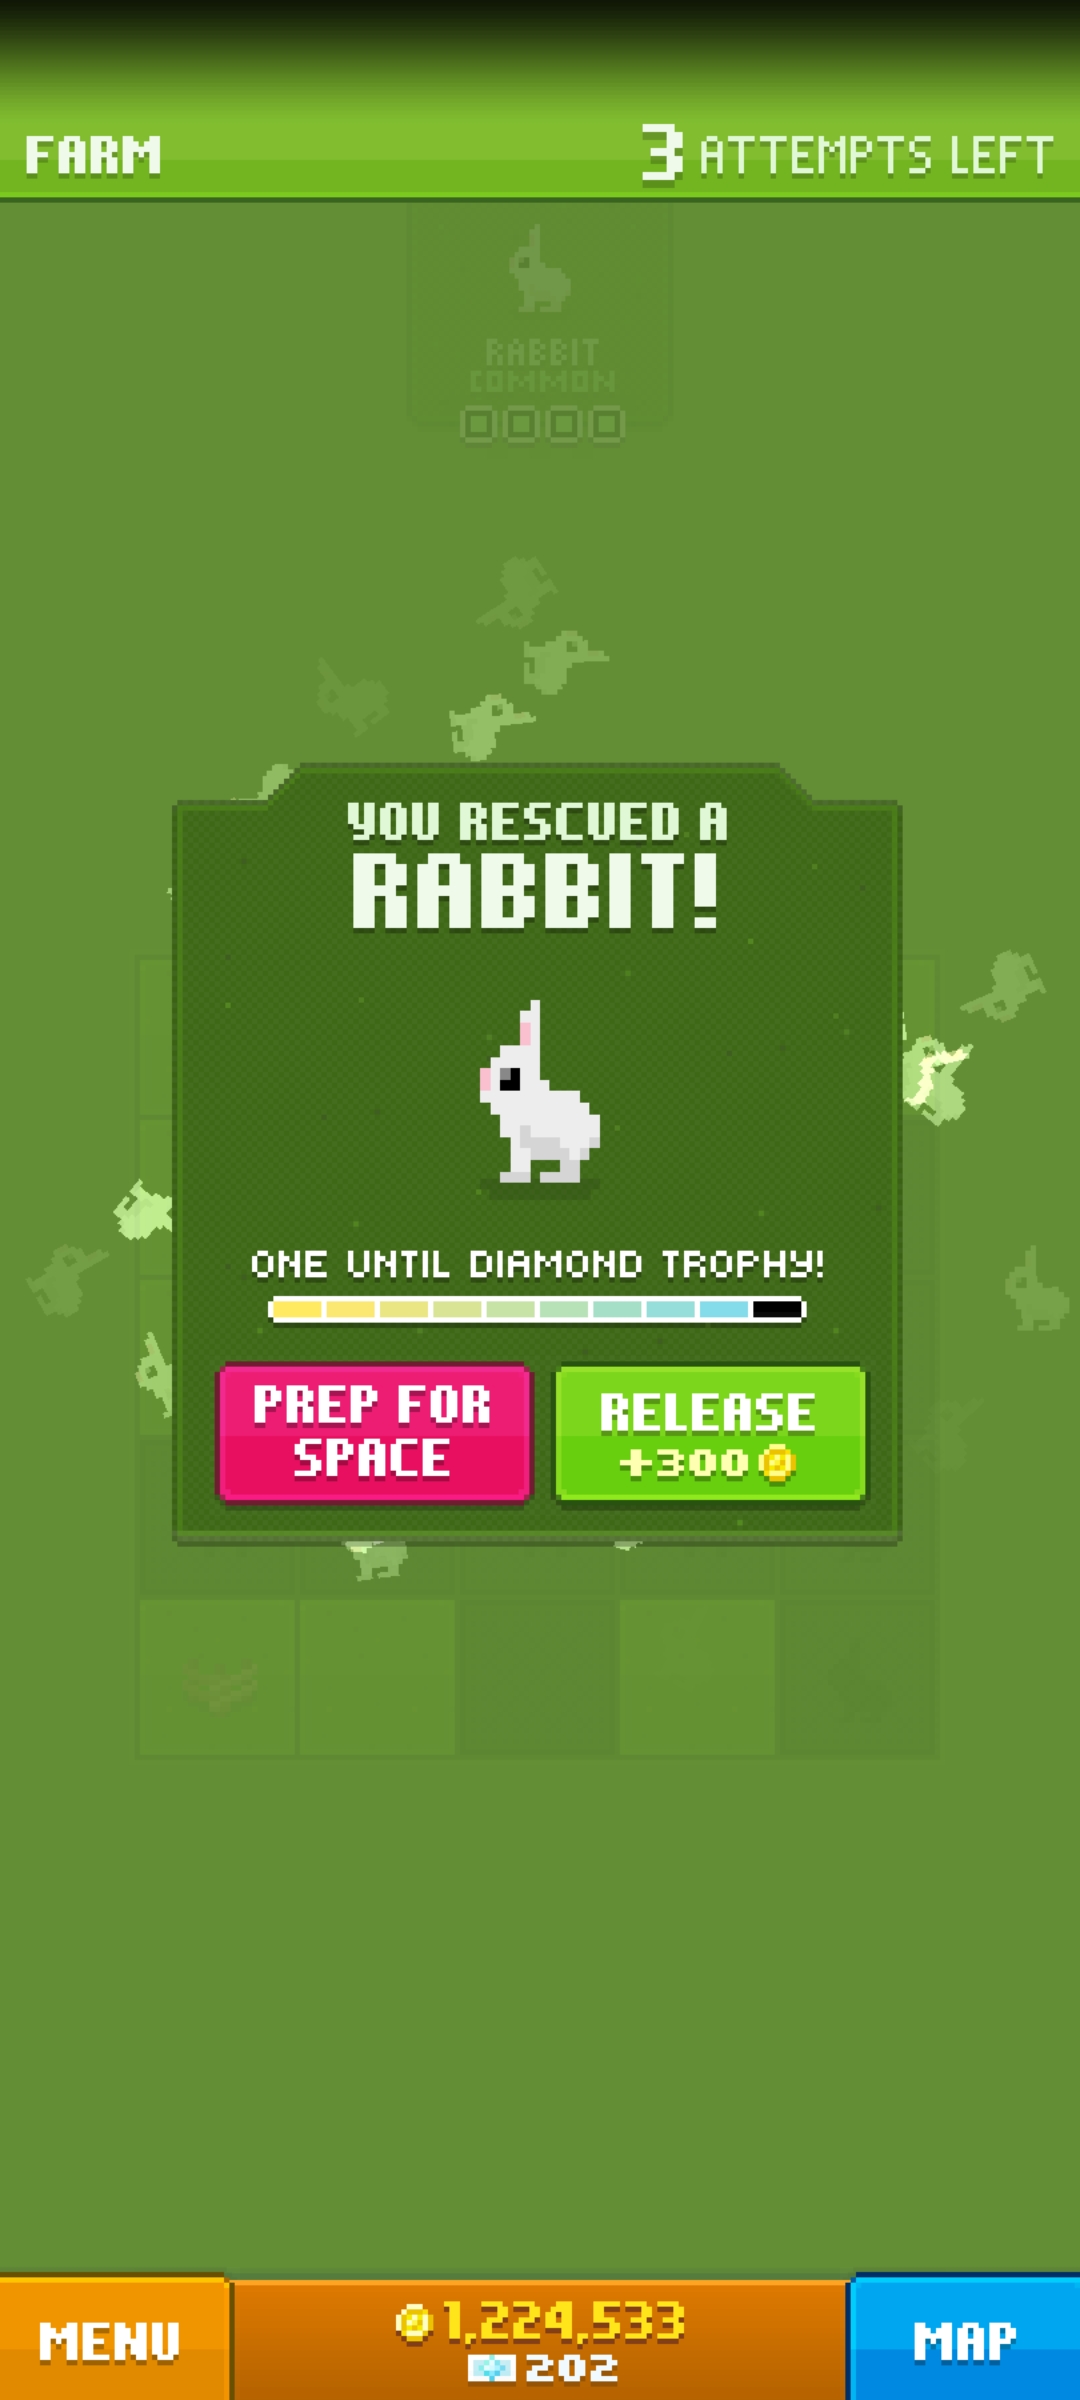 FARM
3 ATTEMPTS LEFT
RABBIT
COMMON
YOU RESCUED A
RABBIT!
ONE UNTIL DIAMOND TROPHY!
PREP FOR
SPACE
RELEASE
+300
MENU
1,224,533
202
MAP